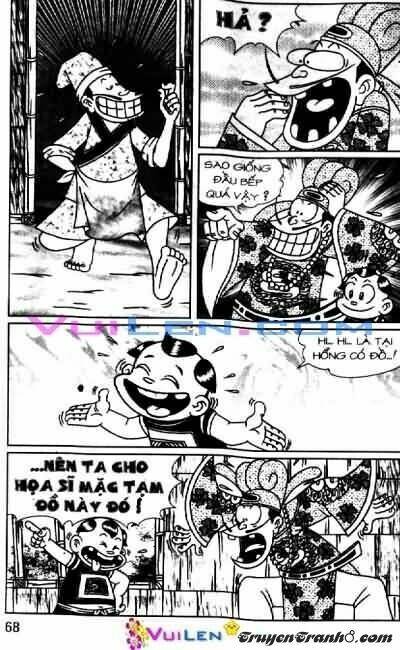 HẢ?
SAO GIỐNG
ĐẦU BẾP
QUÁ VẬY?
VUILEN.COM
HI. HI. LÀ TẠI
HỔNG CÓ ĐỒ...!
...NÊN TA CHO
HỌA SĨ MẶC TẠM
ĐỒ NÀY ĐÓ!
68
VUILEN
TruyenTranh8.com